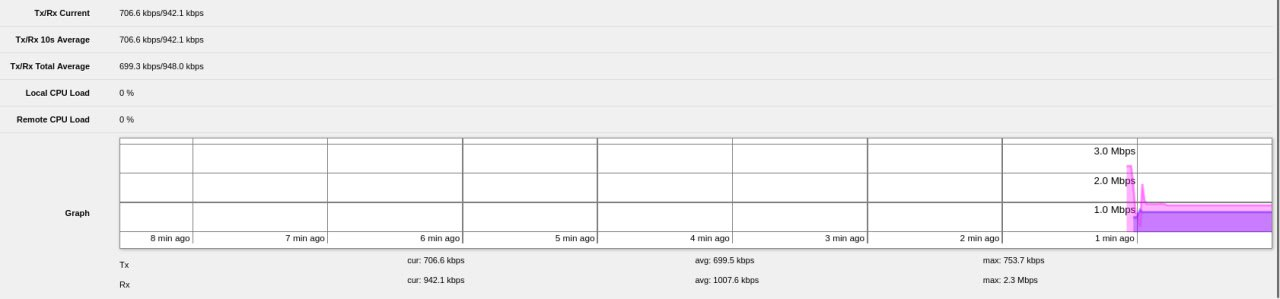 Tx/Rx Current 706.6 kbps/942.1 kbps
Tx/Rx 10s Average 706.6 kbps/942.1 kbps
Tx/Rx Total Average 699.3 kbps/948.0 kbps
Local CPU Load 0 %
Remote CPU Load 0 %
Graph
3.0 Mbps
2.0 Mbps
1.0 Mbps
8 min ago 7 min ago 6 min ago 5 min ago 4 min ago 3 min ago 2 min ago 1 min ago
Tx cur: 706.6 kbps avg: 699.5 kbps max: 753.7 kbps
Rx cur: 942.1 kbps avg: 1007.6 kbps max: 2.3 Mbps